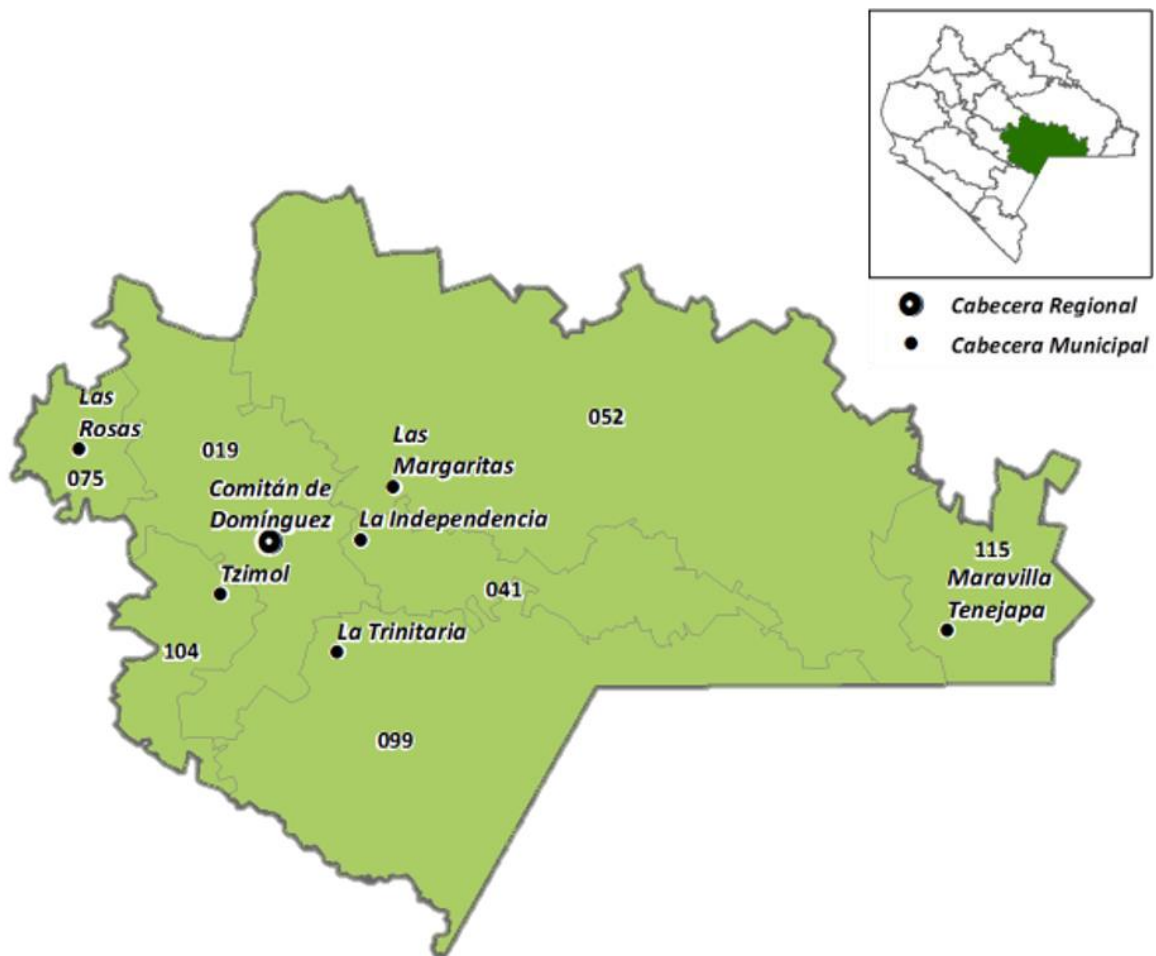 Cabecera Regional
Cabecera Municipal
Las
Rosas
075
019
Comitán de
Domínguez
Las
Margaritas
052
La Independencia
Tzimol
041
115
Maravilla
Tenejapa
La Trinitaria
104
099